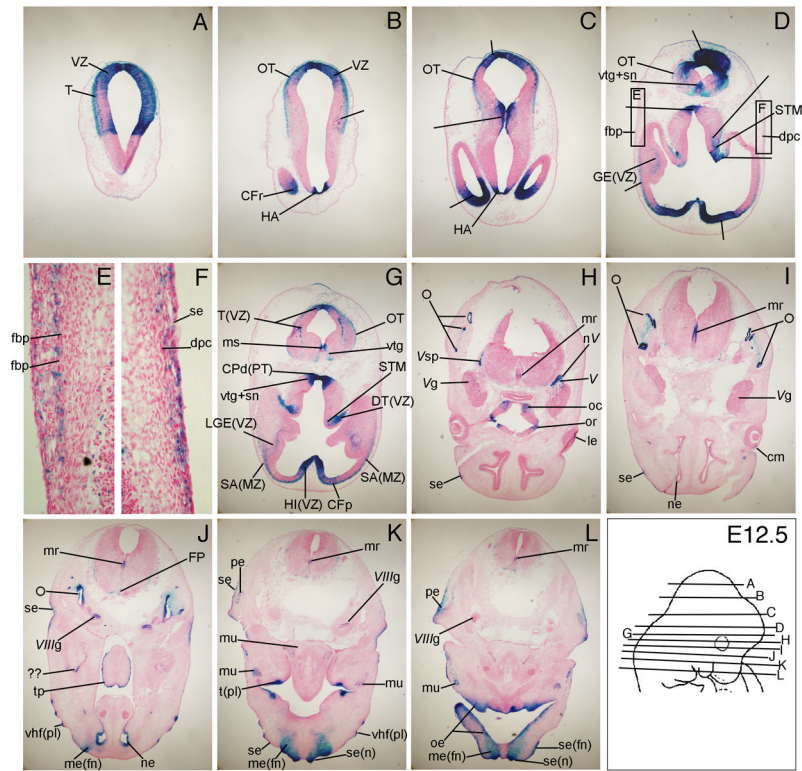 A
VZ
T
B
OT
VZ
CFr
HA
C
OT
HA
D
OT
vtg+sn
E
F
STM
fbp
dpc
GE(VZ)
E
fbp
fbp
F
se
dpc
G
T(VZ)
OT
ms
vtg
CPd(PT)
STM
vtg+sn
DT(VZ)
LGE(VZ)
SA(MZ)
SA(MZ)
HI(VZ)
CFp
H
O
mr
nV
Vsp
V
Vg
oc
or
le
se
I
O
mr
O
Vg
cm
se
ne
J
mr
FP
O
se
VIIIg
??
tp
vhf(pl)
me(fn)
ne
K
pe
mr
se
VIIIg
mu
mu
t(pl)
mu
vhf(pl)
se
me(fn)
se(n)
L
mr
pe
VIIIg
mu
oe
se(fn)
me(fn)
se(n)
E12.5
A
B
C
D
G
H
I
J
K
L